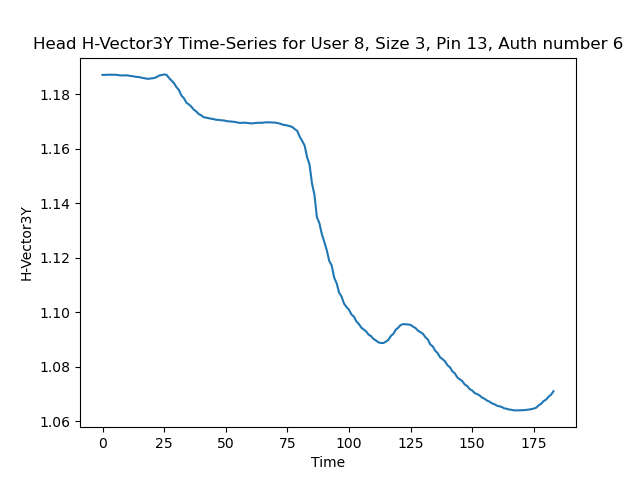 Head H-Vector3Y Time-Series for User 8, Size 3, Pin 13, Auth number 6
1.18
1.16
1.14
1.12
1.10
1.08
1.06
H-Vector3Y
0 25 50 75 100 125 150 175
Time